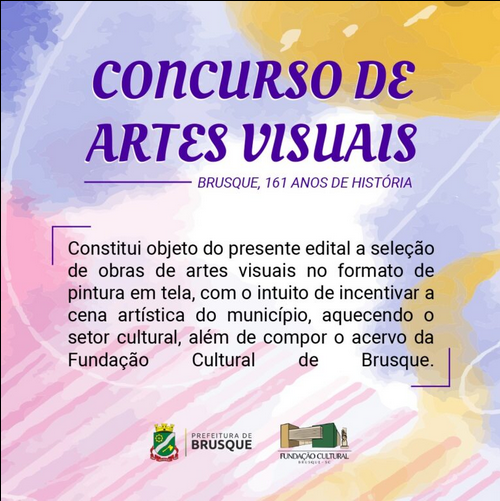 CONCURSO DE
ARTES VISUAIS
BRUSQUE, 161 ANOS DE HISTÓRIA
Constitui objeto do presente edital a seleção
de obras de artes visuais no formato de
pintura em tela, com o intuito de incentivar a
cena artística do município, aquecendo o
setor cultural, além de compor o acervo da
Fundação Cultural de Brusque.
PREFEITURA DE
BRUSQUE
FUNDAÇÃO CULTURAL
BRUSQUE - SC